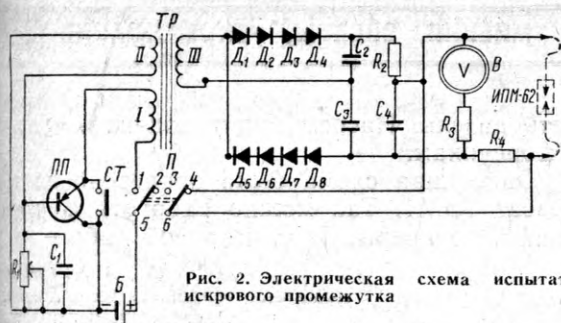 ТР
II
III
I
Д₁ Д₂ Д₃ Д₄
C₂
R₂
C₃
C₄
V
В
ИПМ-62
R₃
R₄
Д₅ Д₆ Д₇ Д₈
ПП
СТ
П
1 2 3 4
5 6
R₁
C₁
Б
Рис. 2. Электрическая схема испытат
искрового промежутка